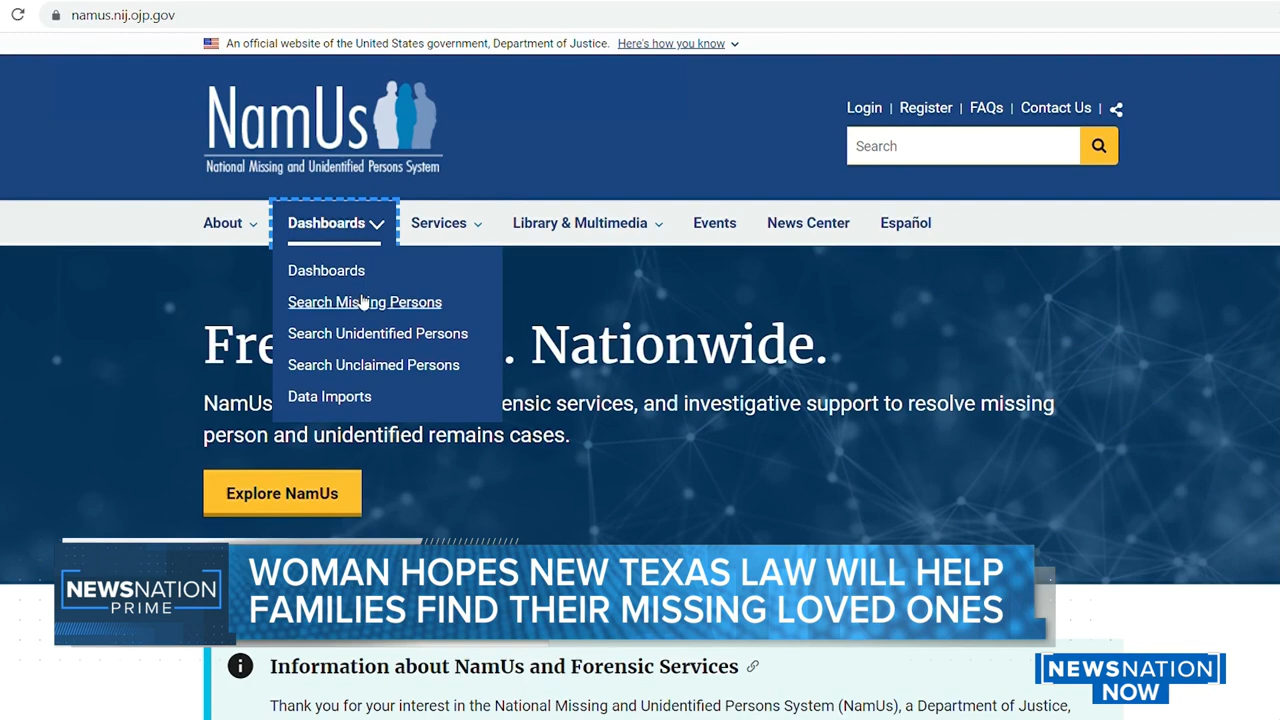 namus.nij.ojp.gov
An official website of the United States government, Department of Justice. Here's how you know
NamUs
National Missing and Unidentified Persons System
Login | Register | FAQs | Contact Us |
Search
About Dashboards Services Library & Multimedia Events News Center Español
Dashboards
Search Missing Persons
Search Unidentified Persons
Search Unclaimed Persons
Data Imports
Fre . Nationwide.
NamUs ensic services, and investigative support to resolve missing
person and unidentified remains cases.
Explore NamUs
NEWSNATION
PRIME
WOMAN HOPES NEW TEXAS LAW WILL HELP
FAMILIES FIND THEIR MISSING LOVED ONES
Information about NamUs and Forensic Services
Thank you for your interest in the National Missing and Unidentified Persons System (NamUs), a Department of Justice,
NEWSNATION
NOW